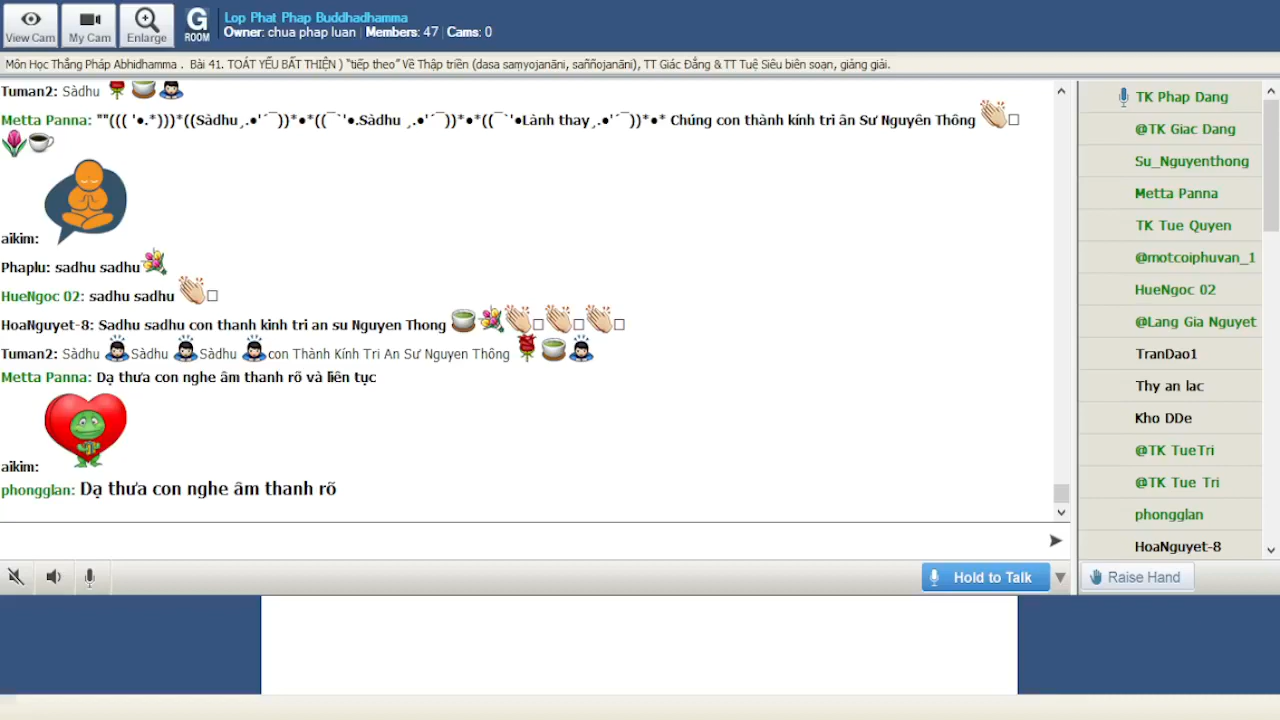 View Cam
My Cam
Enlarge
G
ROOM
Lop Phat Phap Buddhadhamma
Owner: chua phap luan | Members: 47 | Cams: 0
Môn Học Thắng Pháp Abhidhamma . Bài 41. TOÁT YẾU BẤT THIỆN ) “tiếp theo” Về Thập triền (dasa saṃyojanāni, saññojanāni), TT Giác Đẳng & TT Tuệ Siêu biên soạn, giảng giải.
Tuman2: Sàdhu
Metta Panna: ""((( '●.*)))*((Sàdhu¸.●'´¯))*●*((¯`'●.Sàdhu ¸.●'´¯))*●*((¯`'●Lành thay¸.●'´¯))*●* Chúng con thành kính tri ân Sư Nguyên Thông
aikim:
Phaplu: sadhu sadhu
HueNgoc 02: sadhu sadhu
HoaNguyet-8: Sadhu sadhu con thanh kinh tri an su Nguyen Thong
Tuman2: Sàdhu Sàdhu Sàdhu con Thành Kính Tri Ân Sư Nguyen Thông
Metta Panna: Dạ thưa con nghe âm thanh rõ và liên tục
aikim:
phongglan: Dạ thưa con nghe âm thanh rõ
TK Phap Dang
@TK Giac Dang
Su_Nguyenthong
Metta Panna
TK Tue Quyen
@motcoiphuvan_1
HueNgoc 02
@Lang Gia Nguyet
TranDao1
Thy an lac
Kho DDe
@TK TueTri
@TK Tue Tri
phongglan
HoaNguyet-8
Hold to Talk
Raise Hand